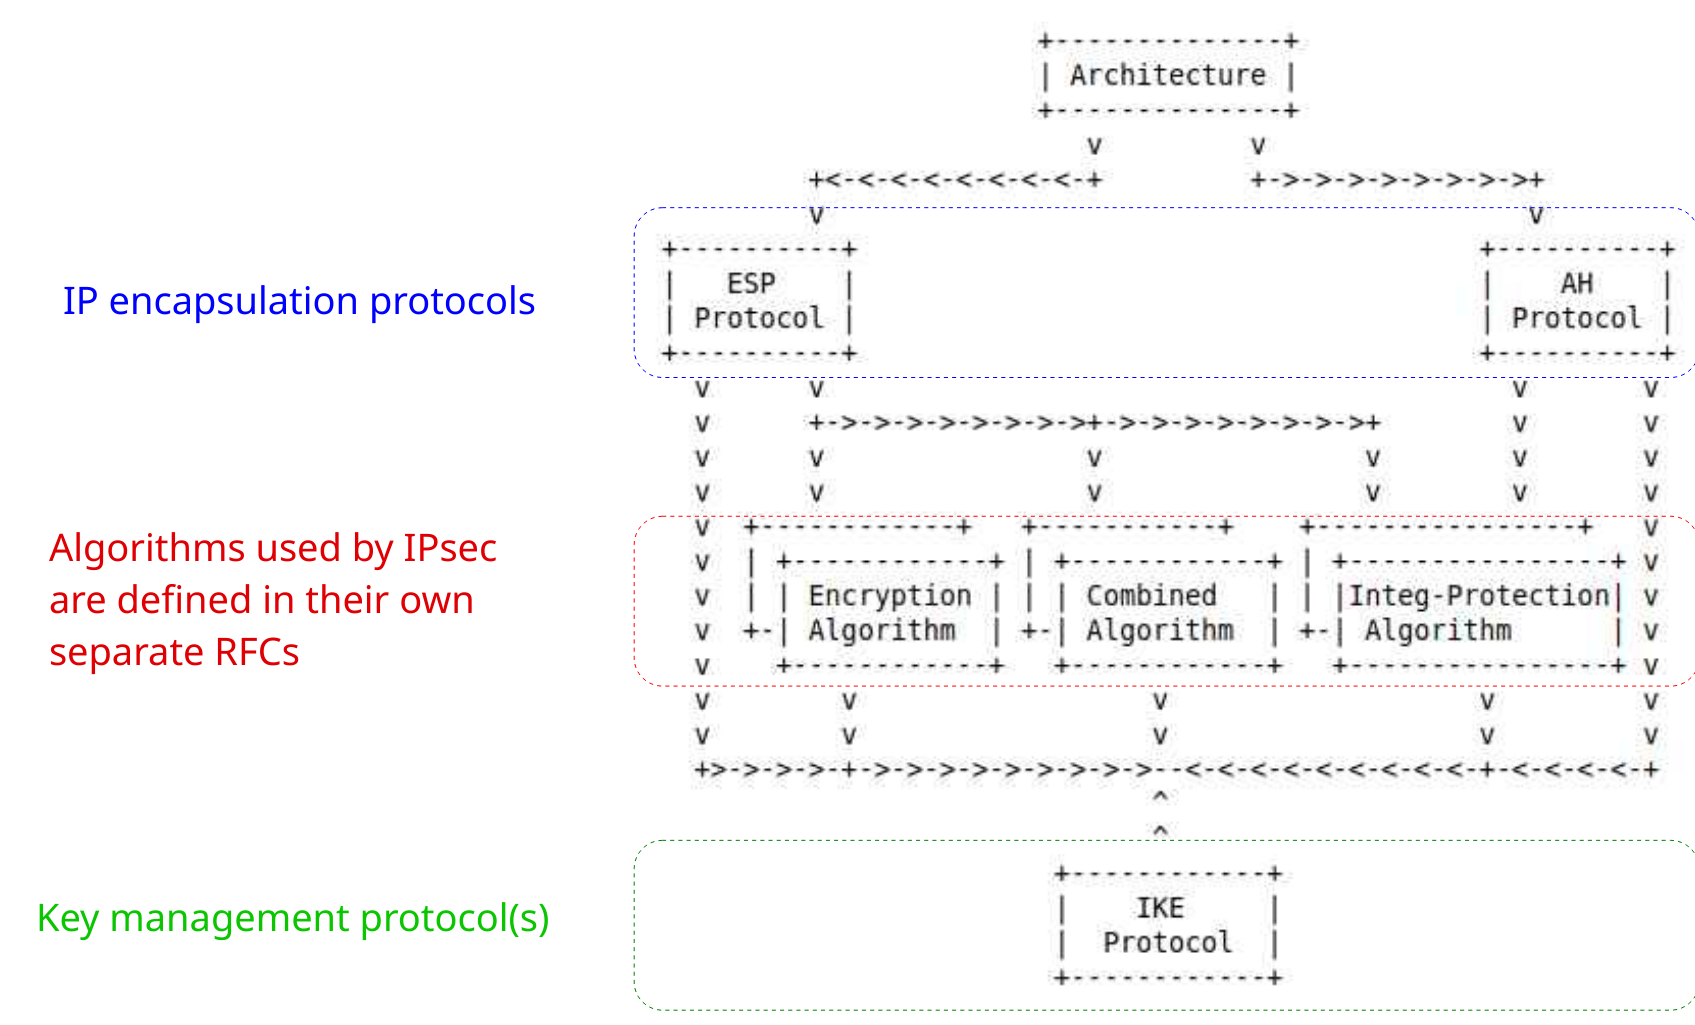 +--------------+
| Architecture |
+--------------+
v v
+<-<-<-<-<-<-<-<-+ +->->->->->->->->+
v v
+----------+ +----------+
| ESP | | AH |
IP encapsulation protocols
| Protocol | | Protocol |
+----------+ +----------+
v v v v
v +->->->->->->->->+->->->->->->->->+ v v
v v v v v v
v v v v v v
v +------------+ +-----------+ +----------------+ v
v | +------------+ | +------------+ | +----------------+ v
v | | Encryption | | | Combined | | |Integ-Protection| v
v +-| Algorithm | +-| Algorithm | +-| Algorithm | v
v +------------+ +------------+ +----------------+ v
Algorithms used by IPsec
are defined in their own
separate RFCs
v v v v v
v v v v v
+>->->->-+->->->->->->->->->--<-<-<-<-<-<-<-<-<-+-<-<-<-<-+
^
^
+------------+
| IKE |
Key management protocol(s)
| Protocol |
+------------+